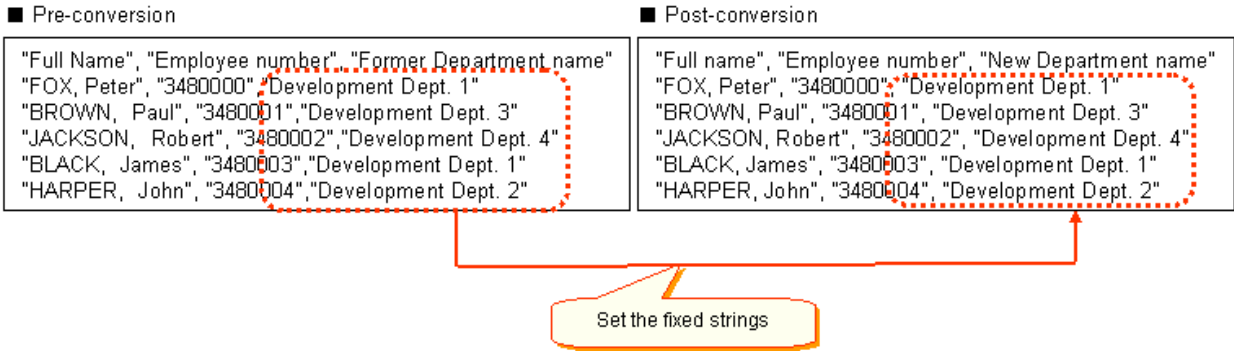 ■ Pre-conversion
"Full Name", "Employee number", "Former Department name"
"FOX, Peter", "3480000","Development Dept. 1"
"BROWN,  Paul", "3480001","Development Dept. 3"
"JACKSON,  Robert", "3480002","Development Dept. 4"
"BLACK,  James", "3480003","Development Dept. 1"
"HARPER,  John", "3480004","Development Dept. 2"
■ Post-conversion
"Full name", "Employee number", "New Department name"
"FOX, Peter", "3480000","Development Dept. 1"
"BROWN, Paul", "3480001","Development Dept. 3"
"JACKSON, Robert", "3480002","Development Dept. 4"
"BLACK, James", "3480003", "Development Dept. 1"
"HARPER, John", "3480004", "Development Dept. 2"
Set the fixed strings